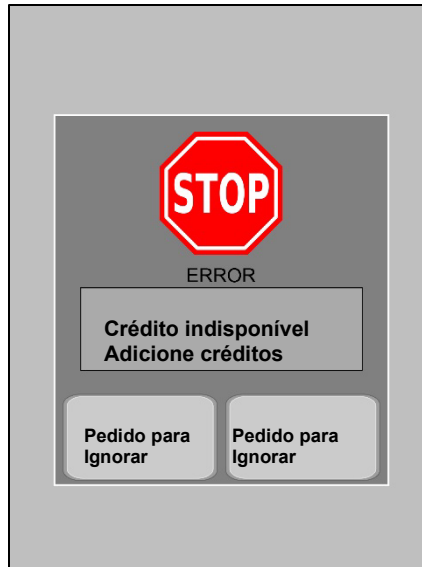 STOP
ERROR
Crédito indisponível
Adicione créditos
Pedido para
Ignorar
Pedido para
Ignorar